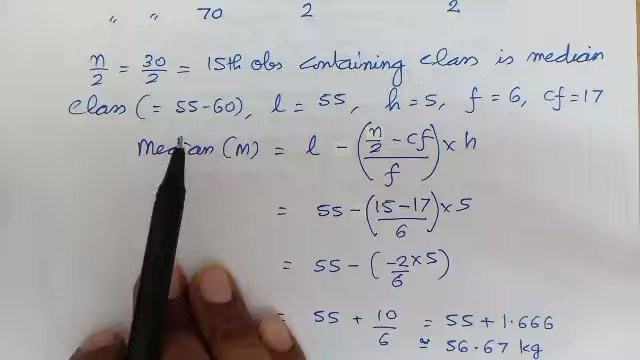 " " 70 2 2
n/2 = 30/2 = 15th obs containing class is median
class (= 55-60), l = 55, h = 5, f = 6, cf = 17
Median (M) = l - ((n/2 - cf)/f) × h
= 55 - ((15-17)/6) × 5
= 55 - (-2/6 × 5)
= 55 + 10/6 = 55 + 1.666
≃ 56.67 kg